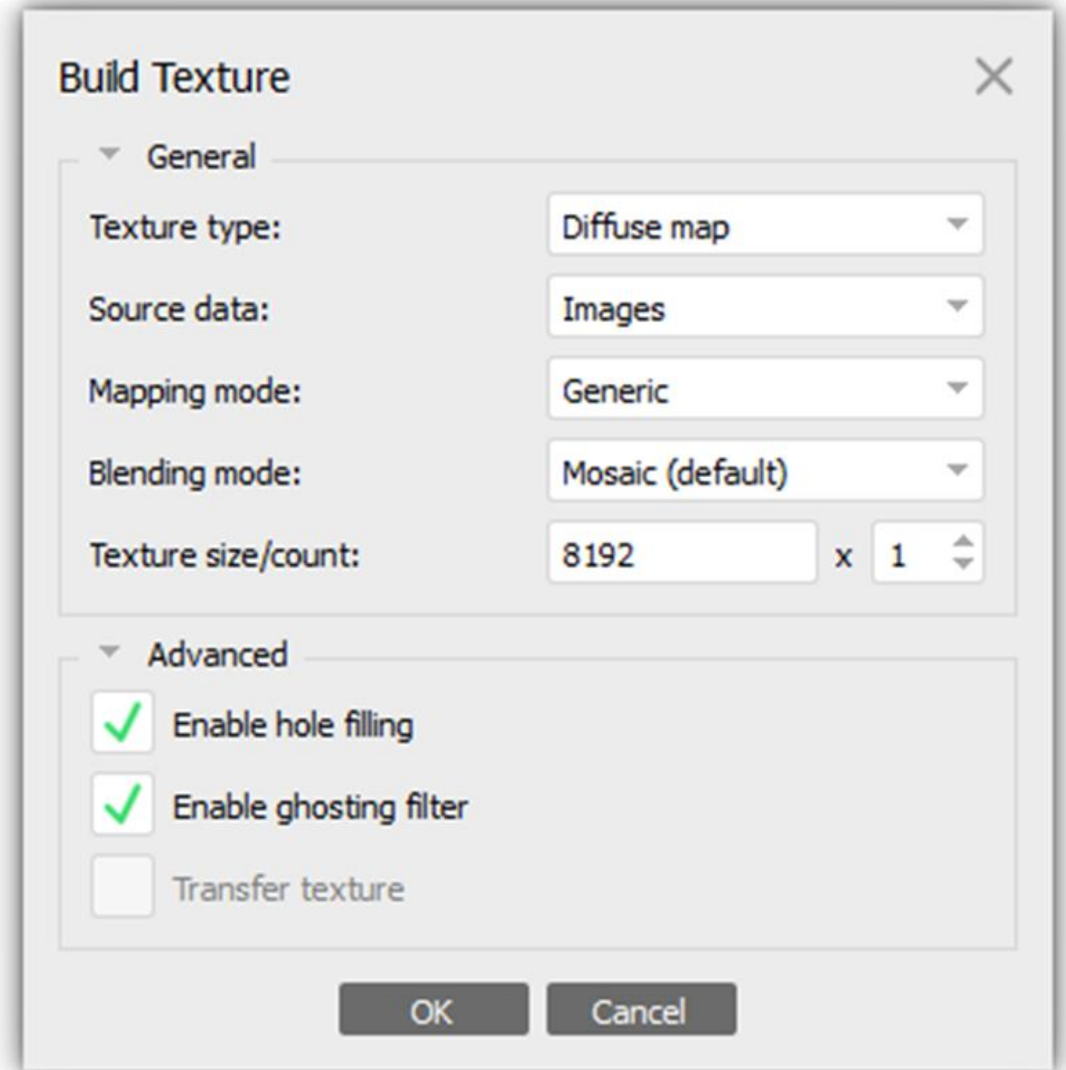 Build Texture
General
Texture type: Diffuse map
Source data: Images
Mapping mode: Generic
Blending mode: Mosaic (default)
Texture size/count: 8192 x 1
Advanced
Enable hole filling
Enable ghosting filter
Transfer texture
OK Cancel